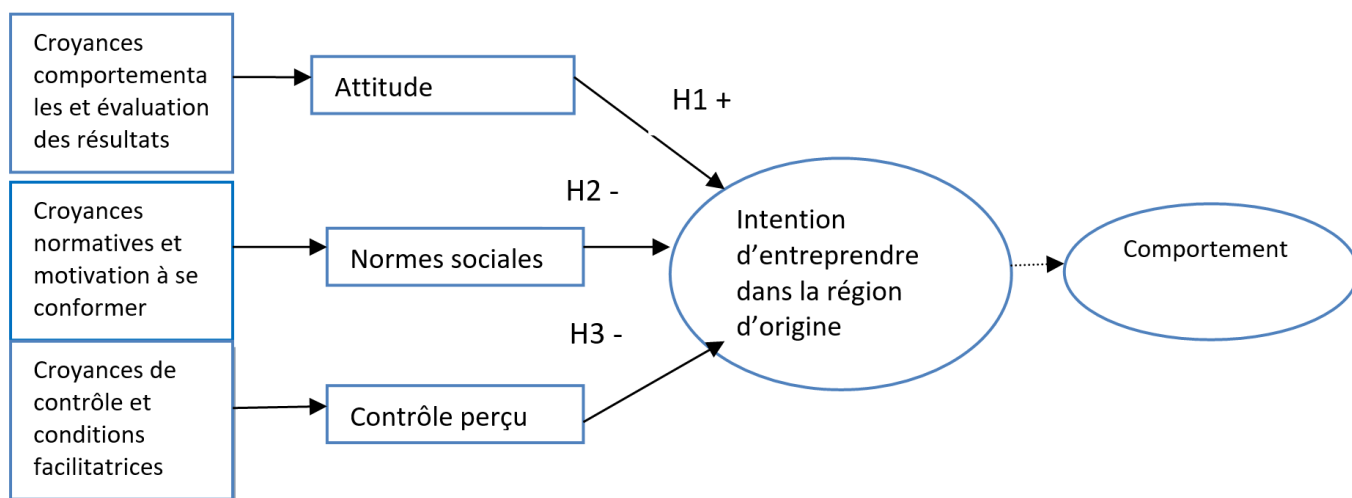 Croyances
comportementa
les et évaluation
des résultats
Attitude
H1 +
Croyances
normatives et
motivation à se
conformer
Normes sociales
H2 -
Croyances de
contrôle et
conditions
facilitatrices
Contrôle perçu
H3 -
Intention
d’entreprendre
dans la région
d’origine
Comportement